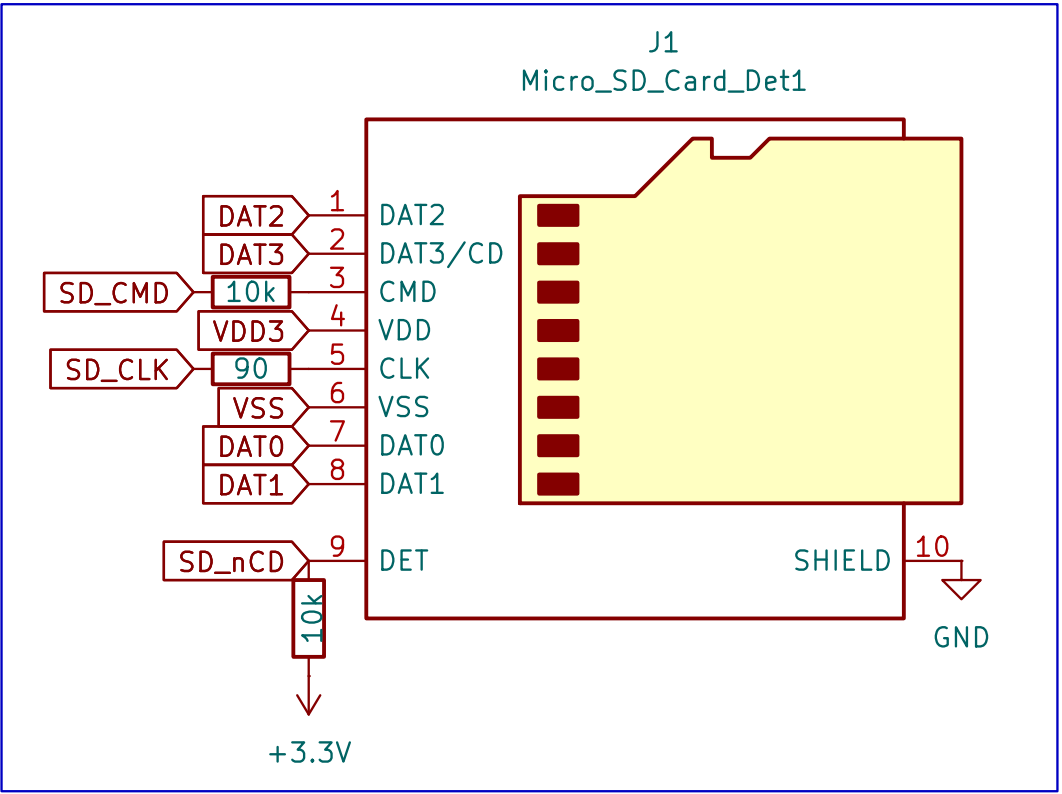 J1
Micro_SD_Card_Det1
DAT2 1 DAT2
DAT3 2 DAT3/CD
SD_CMD 10k 3 CMD
VDD3 4 VDD
SD_CLK 90 5 CLK
VSS 6 VSS
DAT0 7 DAT0
DAT1 8 DAT1
SD_nCD 9 DET SHIELD 10
10k
GND
+3.3V